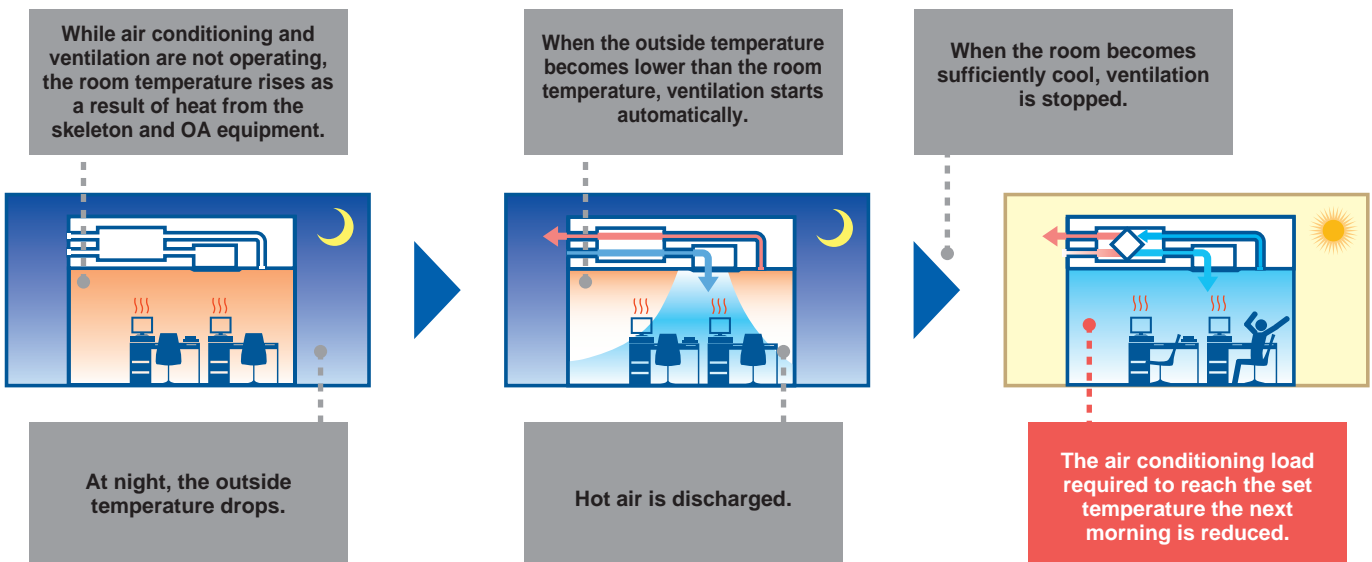 While air conditioning and
ventilation are not operating,
the room temperature rises as
a result of heat from the
skeleton and OA equipment.
When the outside temperature
becomes lower than the room
temperature, ventilation starts
automatically.
When the room becomes
sufficiently cool, ventilation
is stopped.
At night, the outside
temperature drops.
Hot air is discharged.
The air conditioning load
required to reach the set
temperature the next
morning is reduced.